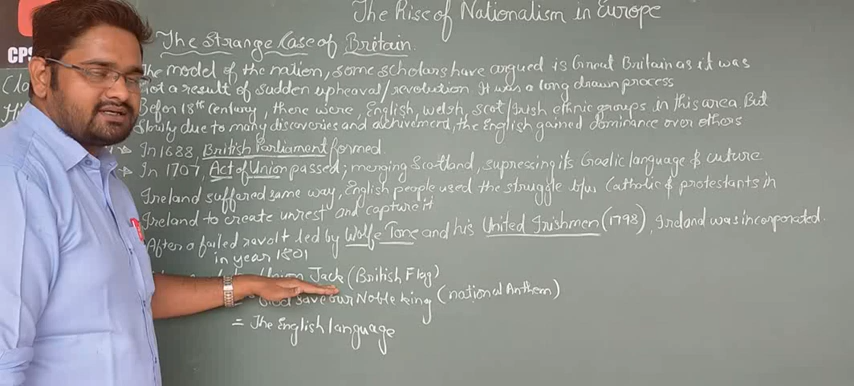 The Rise of Nationalism in Europe
The Strange Case of Britain.
CPS
The model of the nation, some scholars have argued is Great Britain as it was
not a result of sudden upheaval/revolution. It was a long drawn process
Before 18th century, there were, English, welsh, scot/Irish ethnic groups in this area But
slowly due to many discoveries and achivement, the English gained dominance over others
In 1688, British Parliament formed.
In 1707, Act of Union passed; merging Scotland, supressing its Gaelic language & culture
Ireland suffered same way, English people used the struggle b/w Catholic & protestants in
Ireland to create unrest and capture it
After a failed revolt led by Wolfe Tone and his United Irishmen (1798), Ireland was incorporated
in year 1801
Union Jack (British Flag)
save our Noble king (national Anthem)
= The English language